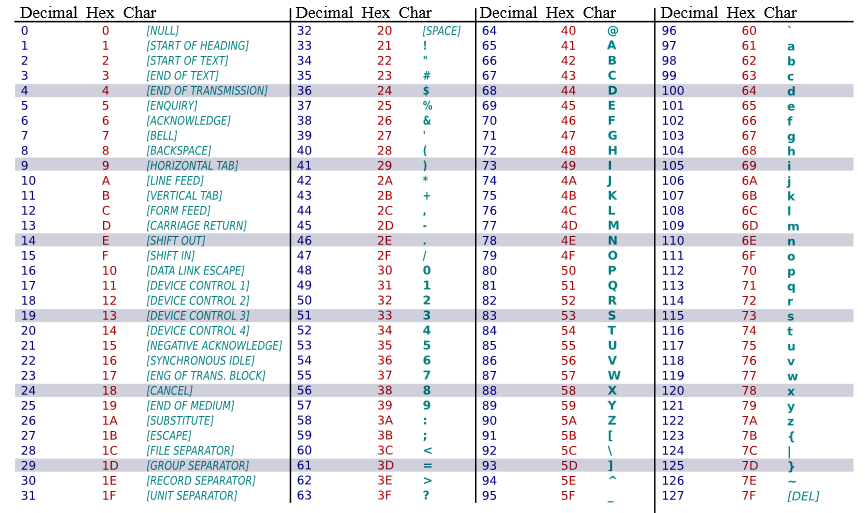 Decimal Hex Char Decimal Hex Char Decimal Hex Char Decimal Hex Char
0 0 [NULL] 32 20 [SPACE] 64 40 @ 96 60 `
1 1 [START OF HEADING] 33 21 ! 65 41 A 97 61 a
2 2 [START OF TEXT] 34 22 " 66 42 B 98 62 b
3 3 [END OF TEXT] 35 23 # 67 43 C 99 63 c
4 4 [END OF TRANSMISSION] 36 24 $ 68 44 D 100 64 d
5 5 [ENQUIRY] 37 25 % 69 45 E 101 65 e
6 6 [ACKNOWLEDGE] 38 26 & 70 46 F 102 66 f
7 7 [BELL] 39 27 ' 71 47 G 103 67 g
8 8 [BACKSPACE] 40 28 ( 72 48 H 104 68 h
9 9 [HORIZONTAL TAB] 41 29 ) 73 49 I 105 69 i
10 A [LINE FEED] 42 2A * 74 4A J 106 6A j
11 B [VERTICAL TAB] 43 2B + 75 4B K 107 6B k
12 C [FORM FEED] 44 2C , 76 4C L 108 6C l
13 D [CARRIAGE RETURN] 45 2D - 77 4D M 109 6D m
14 E [SHIFT OUT] 46 2E . 78 4E N 110 6E n
15 F [SHIFT IN] 47 2F / 79 4F O 111 6F o
16 10 [DATA LINK ESCAPE] 48 30 0 80 50 P 112 70 p
17 11 [DEVICE CONTROL 1] 49 31 1 81 51 Q 113 71 q
18 12 [DEVICE CONTROL 2] 50 32 2 82 52 R 114 72 r
19 13 [DEVICE CONTROL 3] 51 33 3 83 53 S 115 73 s
20 14 [DEVICE CONTROL 4] 52 34 4 84 54 T 116 74 t
21 15 [NEGATIVE ACKNOWLEDGE] 53 35 5 85 55 U 117 75 u
22 16 [SYNCHRONOUS IDLE] 54 36 6 86 56 V 118 76 v
23 17 [ENG OF TRANS. BLOCK] 55 37 7 87 57 W 119 77 w
24 18 [CANCEL] 56 38 8 88 58 X 120 78 x
25 19 [END OF MEDIUM] 57 39 9 89 59 Y 121 79 y
26 1A [SUBSTITUTE] 58 3A : 90 5A Z 122 7A z
27 1B [ESCAPE] 59 3B ; 91 5B [ 123 7B {
28 1C [FILE SEPARATOR] 60 3C < 92 5C \ 124 7C |
29 1D [GROUP SEPARATOR] 61 3D = 93 5D ] 125 7D }
30 1E [RECORD SEPARATOR] 62 3E > 94 5E ^ 126 7E ~
31 1F [UNIT SEPARATOR] 63 3F ? 95 5F _ 127 7F [DEL]